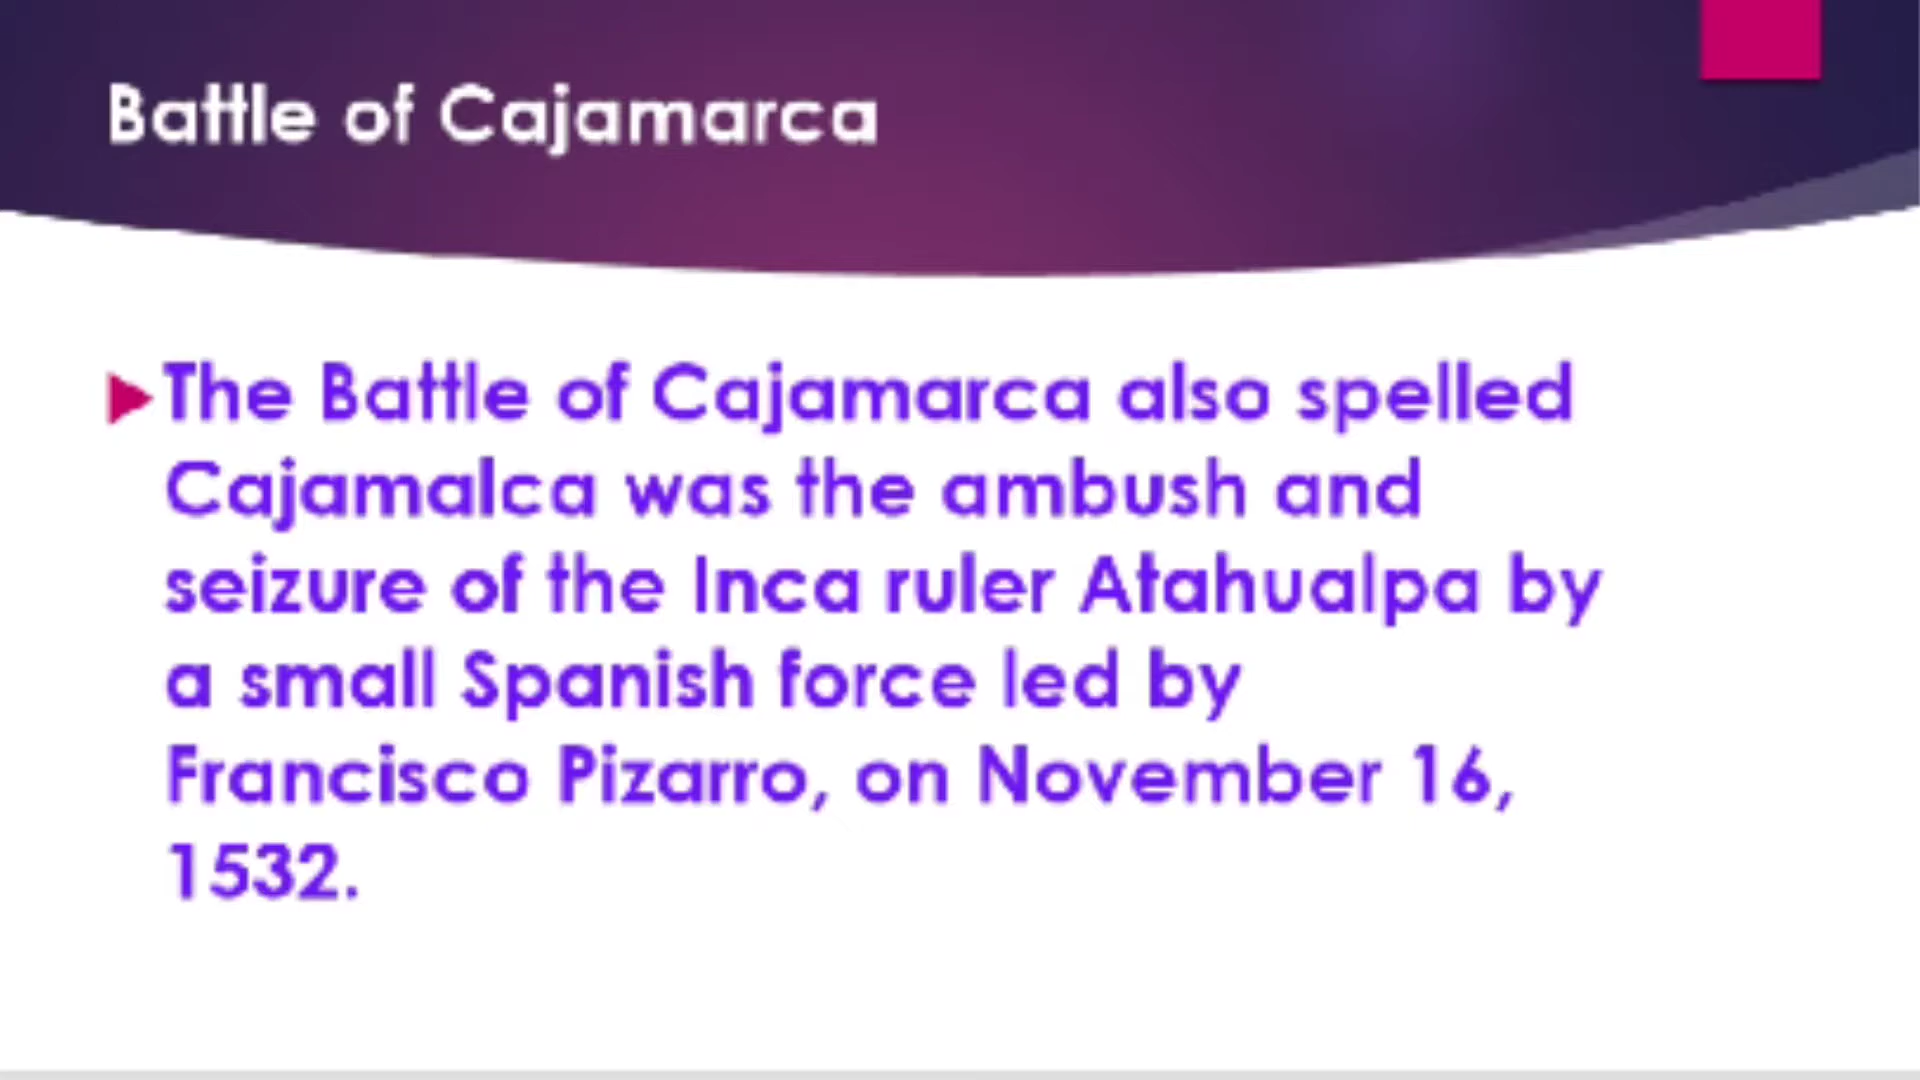 Battle of Cajamarca
The Battle of Cajamarca also spelled
Cajamalca was the ambush and
seizure of the Inca ruler Atahualpa by
a small Spanish force led by
Francisco Pizarro, on November 16,
1532.